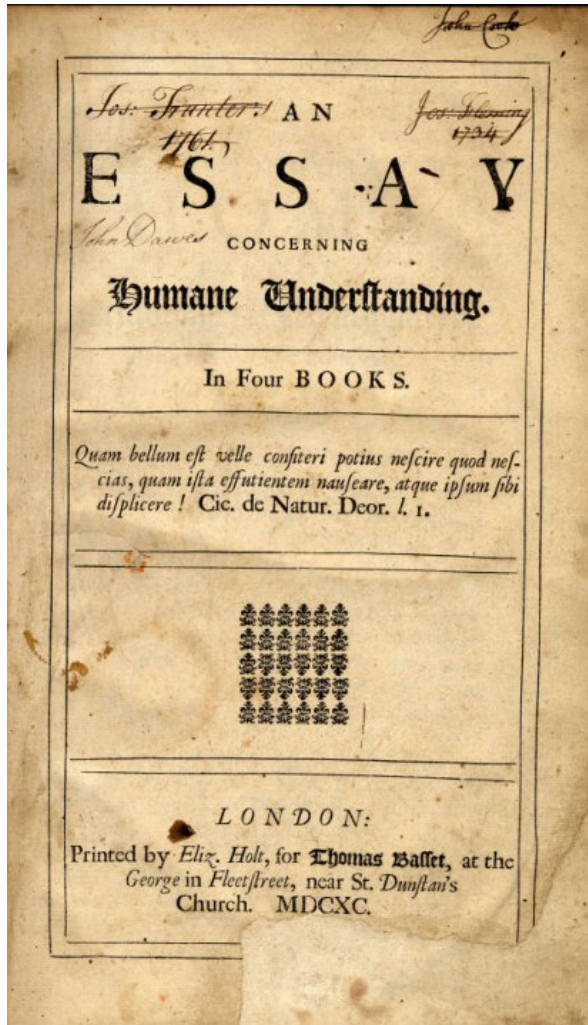 John Cook
Jos: Tranter's AN Jos: Fleming
1761. 1734
ESSAY
John Dawes CONCERNING
Humane Underſtanding.
In Four BOOKS.
Quam bellum eſt velle confiteri potius neſcire quod neſ-
cias, quam iſta effutientem nauſeare, atque ipſum ſibi
diſplicere ! Cic. de Natur. Deor. l. 1.
LONDON:
Printed by Eliz. Holt, for Thomas Baſſet, at the
George in Fleetſtreet, near St. Dunſtan's
Church. MDCXC.